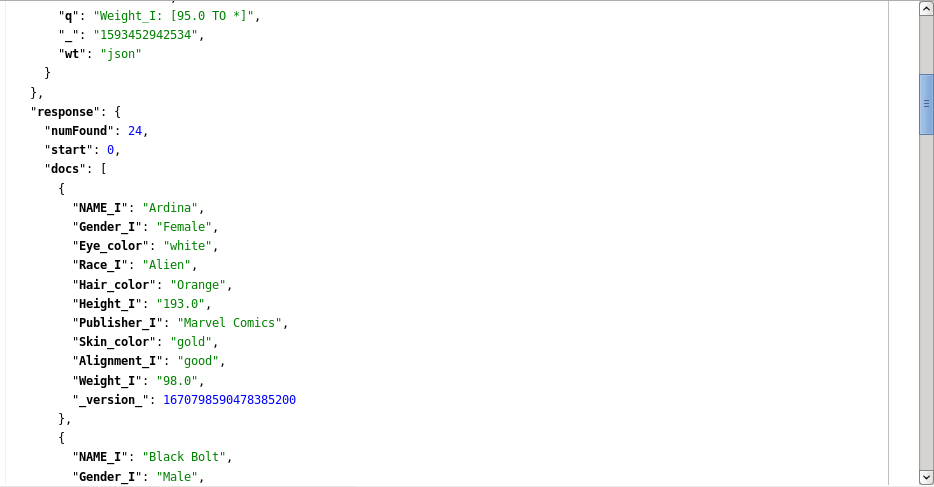 "q": "Weight_I: [95.0 TO *]",
"_": "1593452942534",
"wt": "json"
}
},
"response": {
"numFound": 24,
"start": 0,
"docs": [
{
"NAME_I": "Ardina",
"Gender_I": "Female",
"Eye_color": "white",
"Race_I": "Alien",
"Hair_color": "Orange",
"Height_I": "193.0",
"Publisher_I": "Marvel Comics",
"Skin_color": "gold",
"Alignment_I": "good",
"Weight_I": "98.0",
"_version_": 1670798590478385200
},
{
"NAME_I": "Black Bolt",
"Gender_I": "Male",